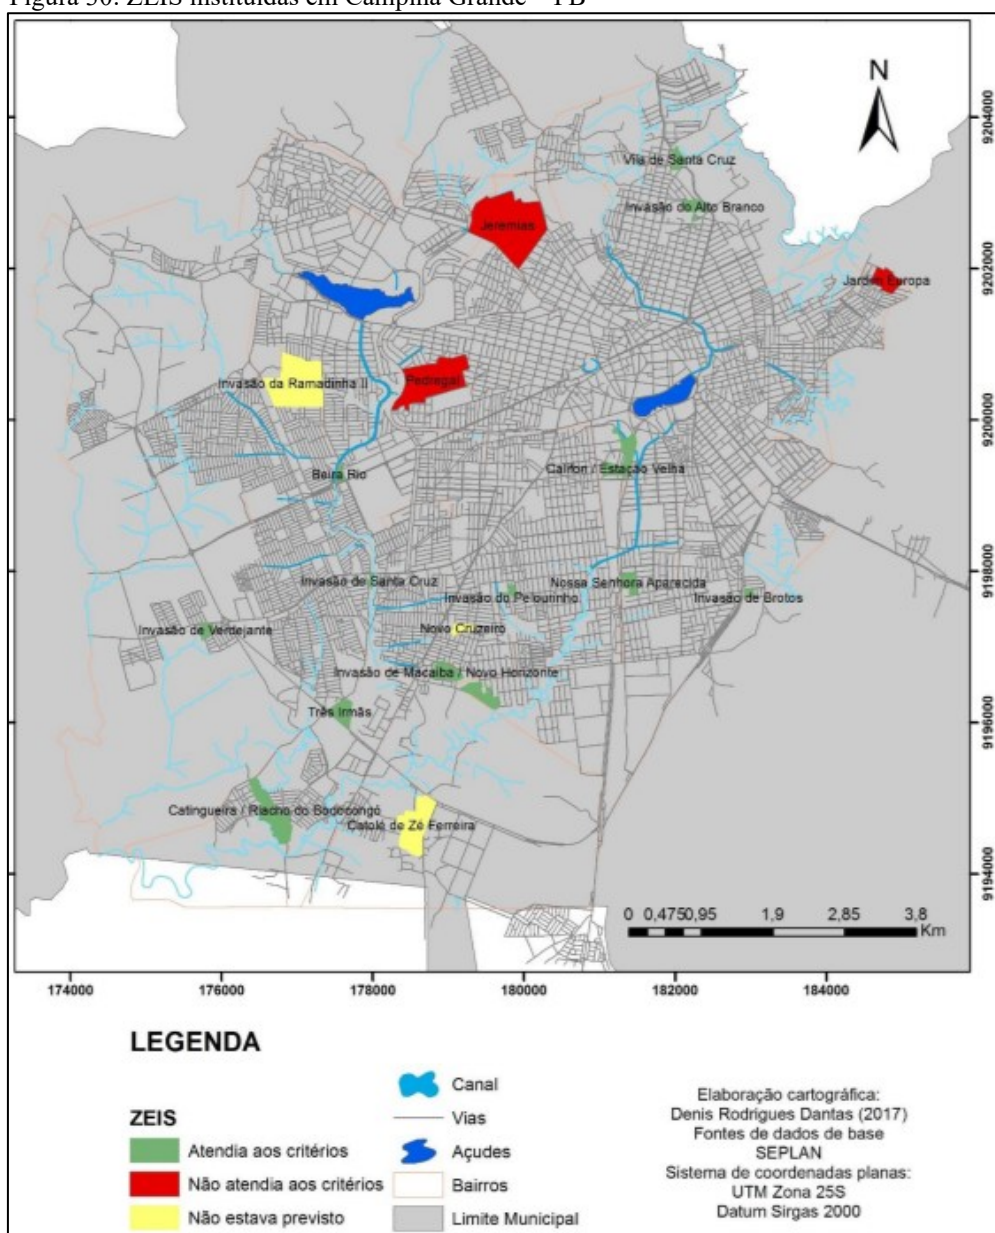 Figura 30: ZEIS instituídas em Campina Grande - PB
N
9204000
9202000
9200000
9198000
9196000
9194000
Vila de Santa Cruz
Invasão do Alto Branco
Jeremias
Jardim Europa
Invasão da Ramadinha II
Pedregal
Beira Rio
Califon / Estação Velha
Invasão de Santa Cruz
Nossa Senhora Aparecida
Invasão do Pelourinho
Invasão de Brotos
Invasão de Verdejante
Novo Cruzeiro
Invasão de Macaíba / Novo Horizonte
Três Irmãs
Catingueira / Riacho do Bodocongó
Catolé de Zé Ferreira
0 0,475 0,95 1,9 2,85 3,8
Km
174000 176000 178000 180000 182000 184000
LEGENDA
ZEIS
Atendia aos critérios
Não atendia aos critérios
Não estava previsto
Canal
Vias
Açudes
Bairros
Limite Municipal
Elaboração cartográfica:
Denis Rodrigues Dantas (2017)
Fontes de dados de base
SEPLAN
Sistema de coordenadas planas:
UTM Zona 25S
Datum Sirgas 2000